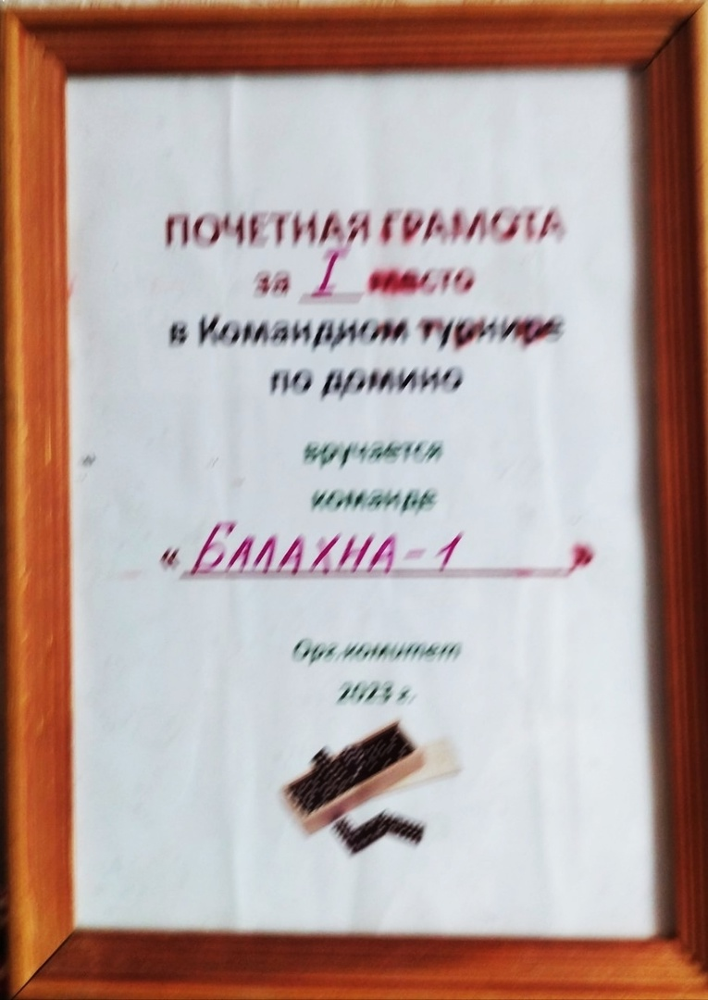 ПОЧЕТНАЯ ГРАМОТА
за I место
в Командном турнире
по домино
вручается
команде
« БАЛАХНА-1 »
Орг.комитет
2023 г.